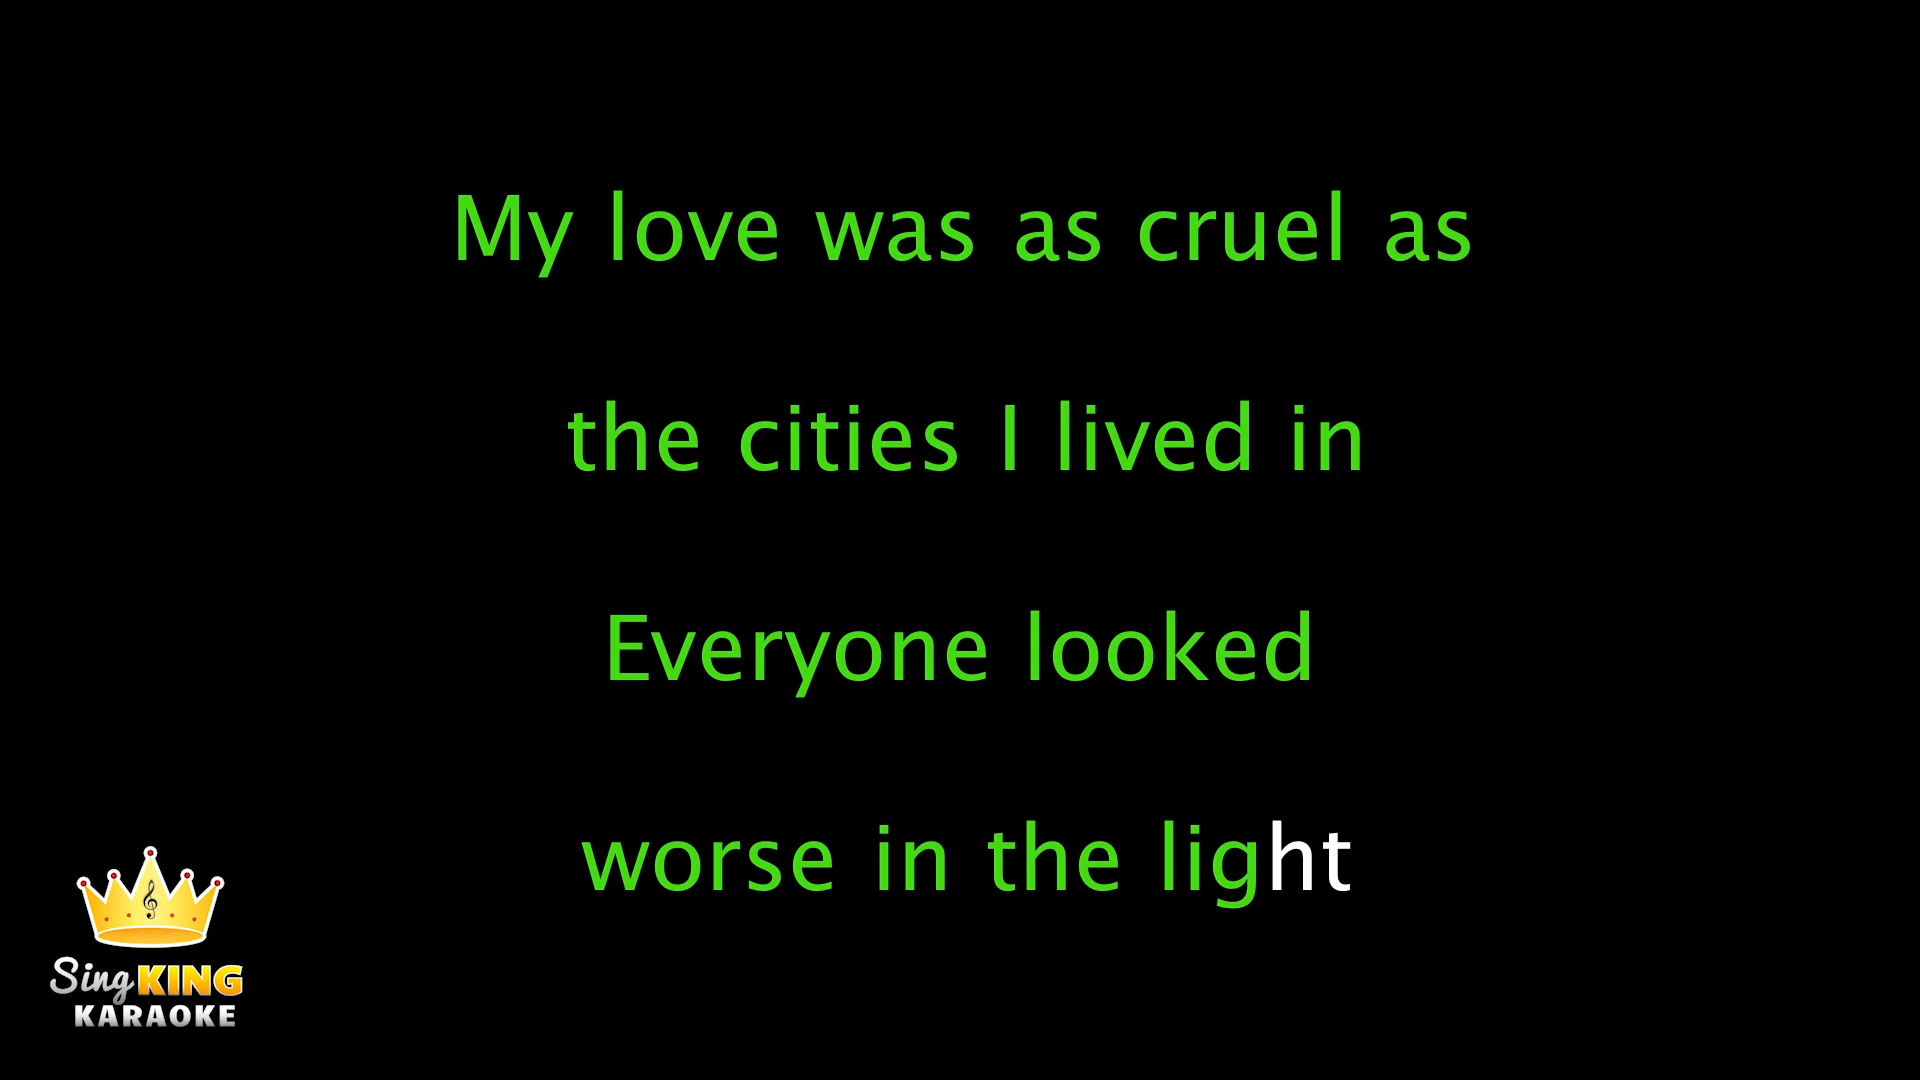 My love was as cruel as
the cities I lived in
Everyone looked
worse in the light
Sing KING
KARAOKE